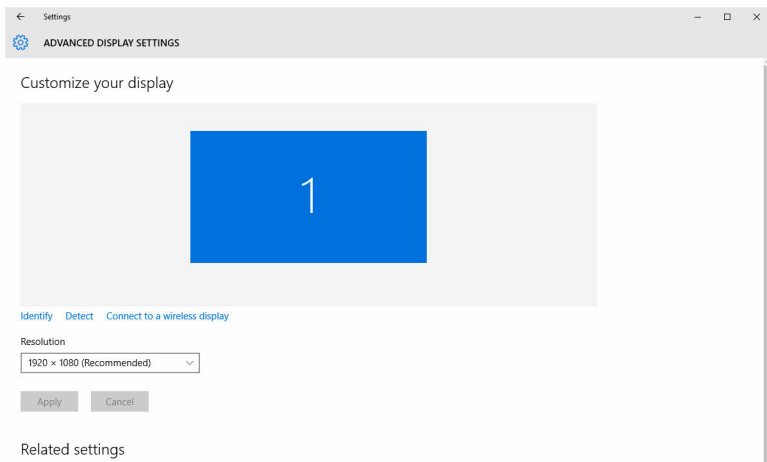 Settings
ADVANCED DISPLAY SETTINGS
Customize your display
1
Identify Detect Connect to a wireless display
Resolution
1920 × 1080 (Recommended)
Apply Cancel
Related settings